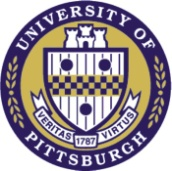 UNIVERSITY OF
VERITAS VIRTUS
1787
PITTSBURGH